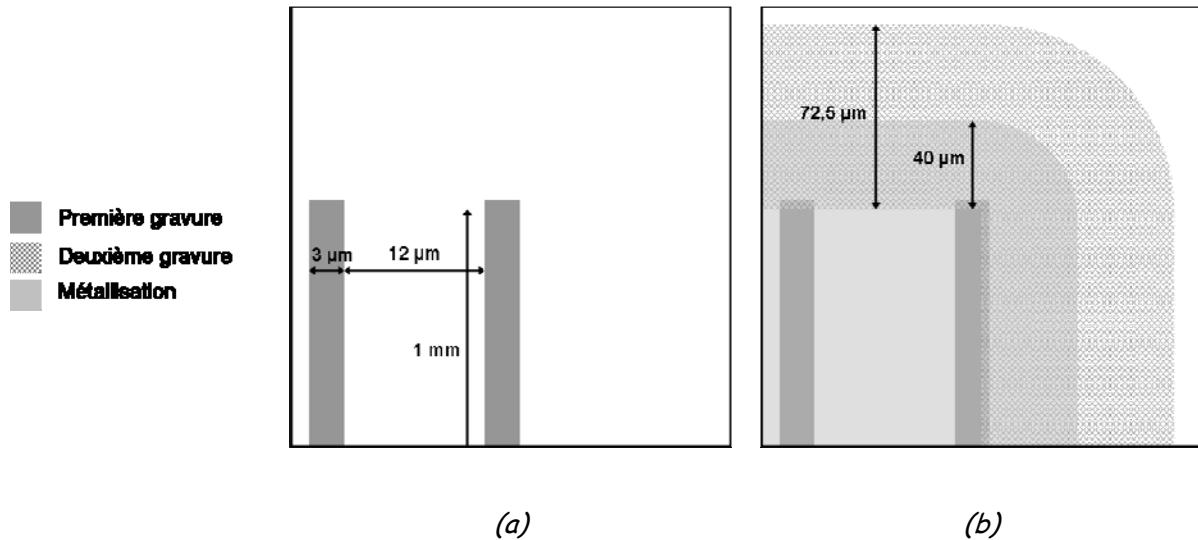 Première gravure
Deuxième gravure
Métallisation
3 µm
12 µm
1 mm
72,5 µm
40 µm
(a)
(b)